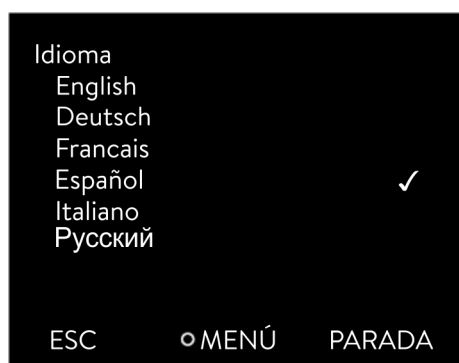 Idioma
English
Deutsch
Francais
Español ✓
Italiano
Русский
ESC MENÚ PARADA